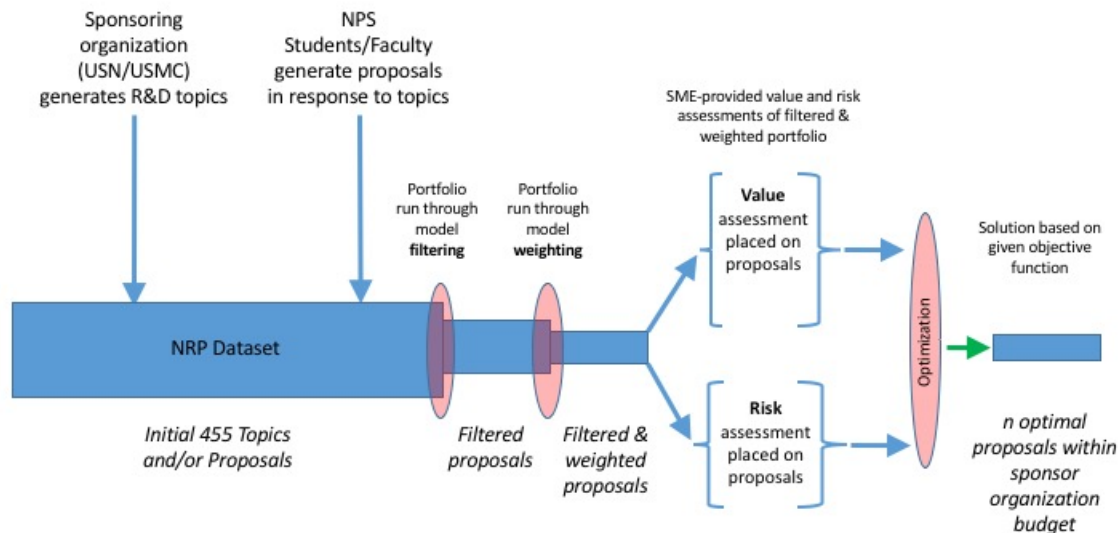 Sponsoring
organization
(USN/USMC)
generates R&D topics
NPS
Students/Faculty
generate proposals
in response to topics
SME-provided value and risk
assessments of filtered &
weighted portfolio
Portfolio
run through
model
filtering
Portfolio
run through
model
weighting
Value
assessment
placed on
proposals
Solution based on
given objective
function
NRP Dataset
Optimization
Risk
assessment
placed on
proposals
Initial 455 Topics
and/or Proposals
Filtered
proposals
Filtered &
weighted
proposals
n optimal
proposals within
sponsor
organization
budget